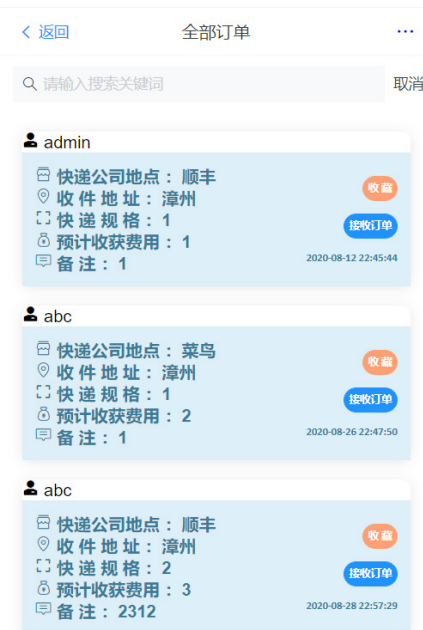 返回 全部订单 ...
请输入搜索关键词 取消
admin
快递公司地点： 顺丰
收藏
收 件 地 址： 漳州
快 递 规 格： 1
接收订单
预计收获费用： 1
备 注： 1
2020-08-12 22:45:44
abc
快递公司地点： 菜鸟
收藏
收 件 地 址： 漳州
快 递 规 格： 1
接收订单
预计收获费用： 2
备 注： 1
2020-08-26 22:47:50
abc
快递公司地点： 顺丰
收藏
收 件 地 址： 漳州
快 递 规 格： 2
接收订单
预计收获费用： 3
备 注： 2312
2020-08-28 22:57:29